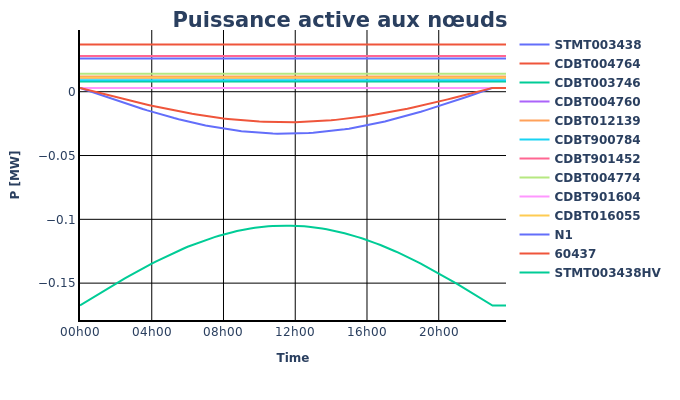 Puissance active aux nœuds
P [MW]
0
−0.05
−0.1
−0.15
00h00 04h00 08h00 12h00 16h00 20h00
Time
STMT003438
CDBT004764
CDBT003746
CDBT004760
CDBT012139
CDBT900784
CDBT901452
CDBT004774
CDBT901604
CDBT016055
N1
60437
STMT003438HV